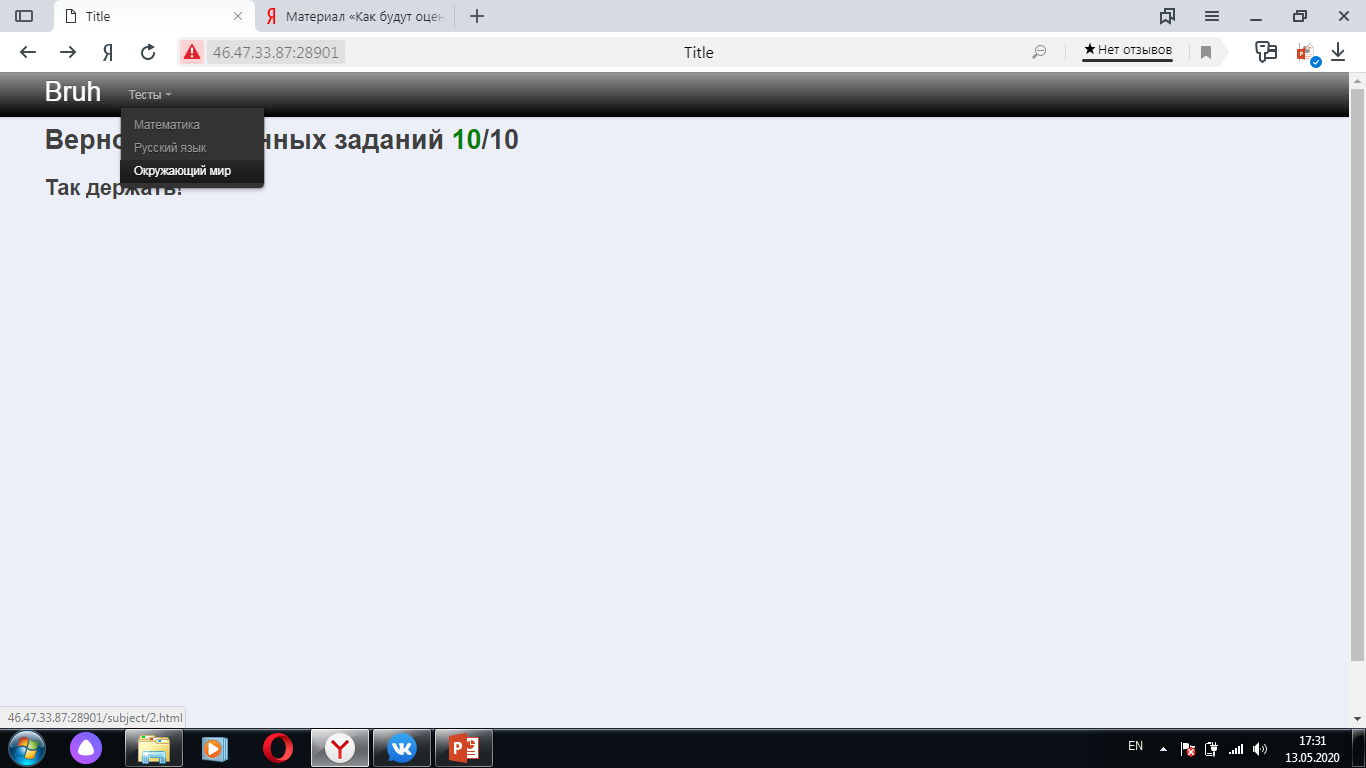 Title
Материал «Как будут оцен
46.47.33.87:28901
Title
★ Нет отзывов
Bruh
Тесты
Верно нных заданий 10/10
Математика
Русский язык
Окружающий мир
Так держать!
46.47.33.87:28901/subject/2.html
EN
17:31
13.05.2020